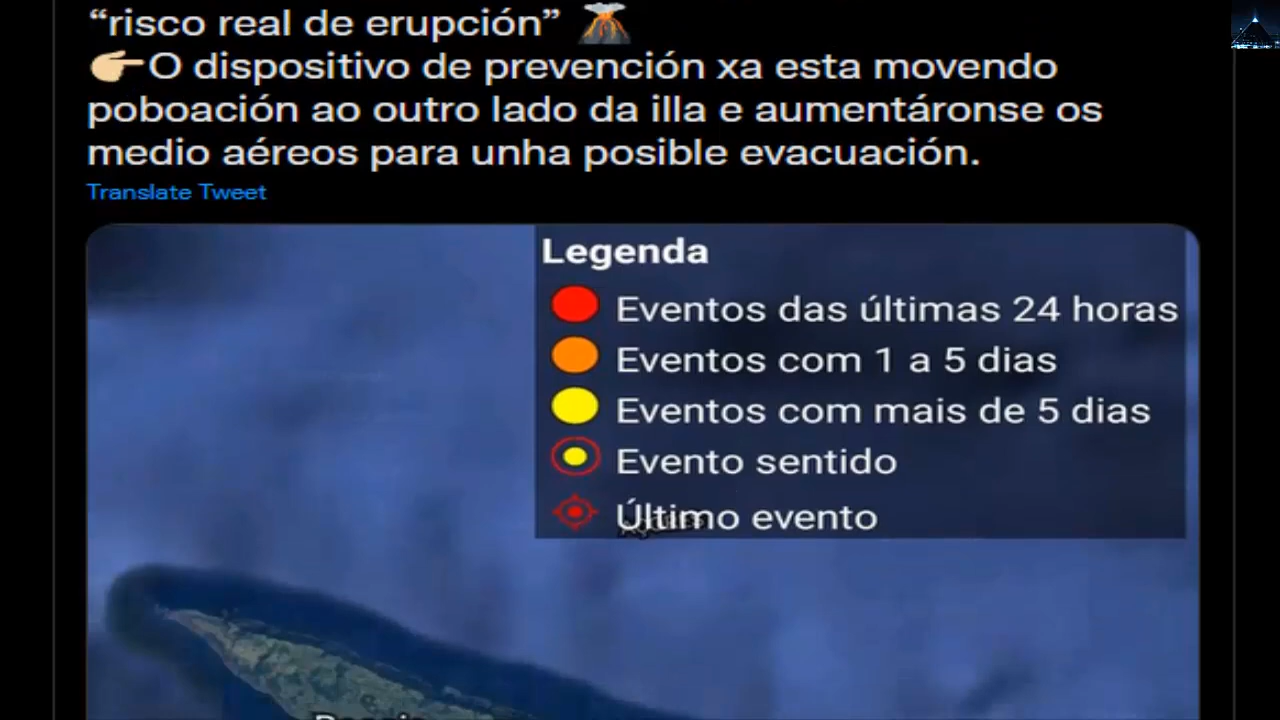 “risco real de erupción” 🌋
👉O dispositivo de prevención xa esta movendo
poboación ao outro lado da illa e aumentáronse os
medio aéreos para unha posible evacuación.
Translate Tweet
Legenda
Eventos das últimas 24 horas
Eventos com 1 a 5 dias
Eventos com mais de 5 dias
Evento sentido
Último evento